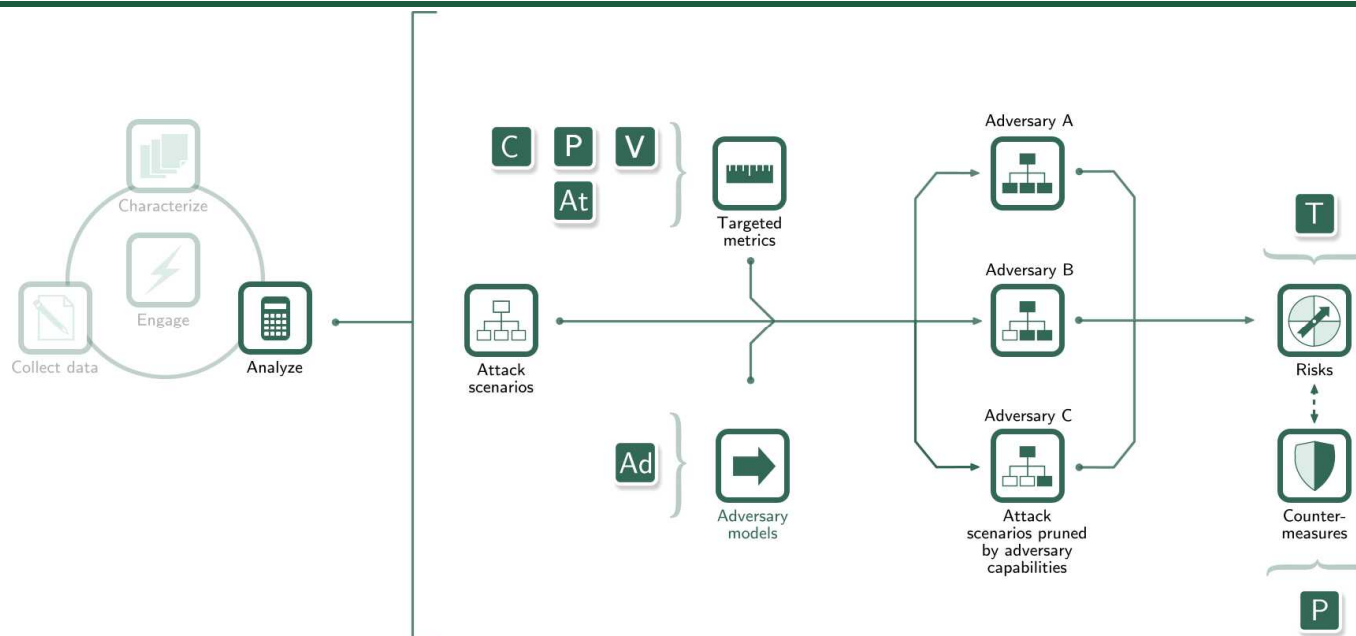 Characterize
Engage
Collect data
Analyze
Attack
scenarios
C P V
At
Targeted
metrics
Ad
Adversary
models
Adversary A
Adversary B
Adversary C
Attack
scenarios pruned
by adversary
capabilities
T
Risks
Counter-
measures
P